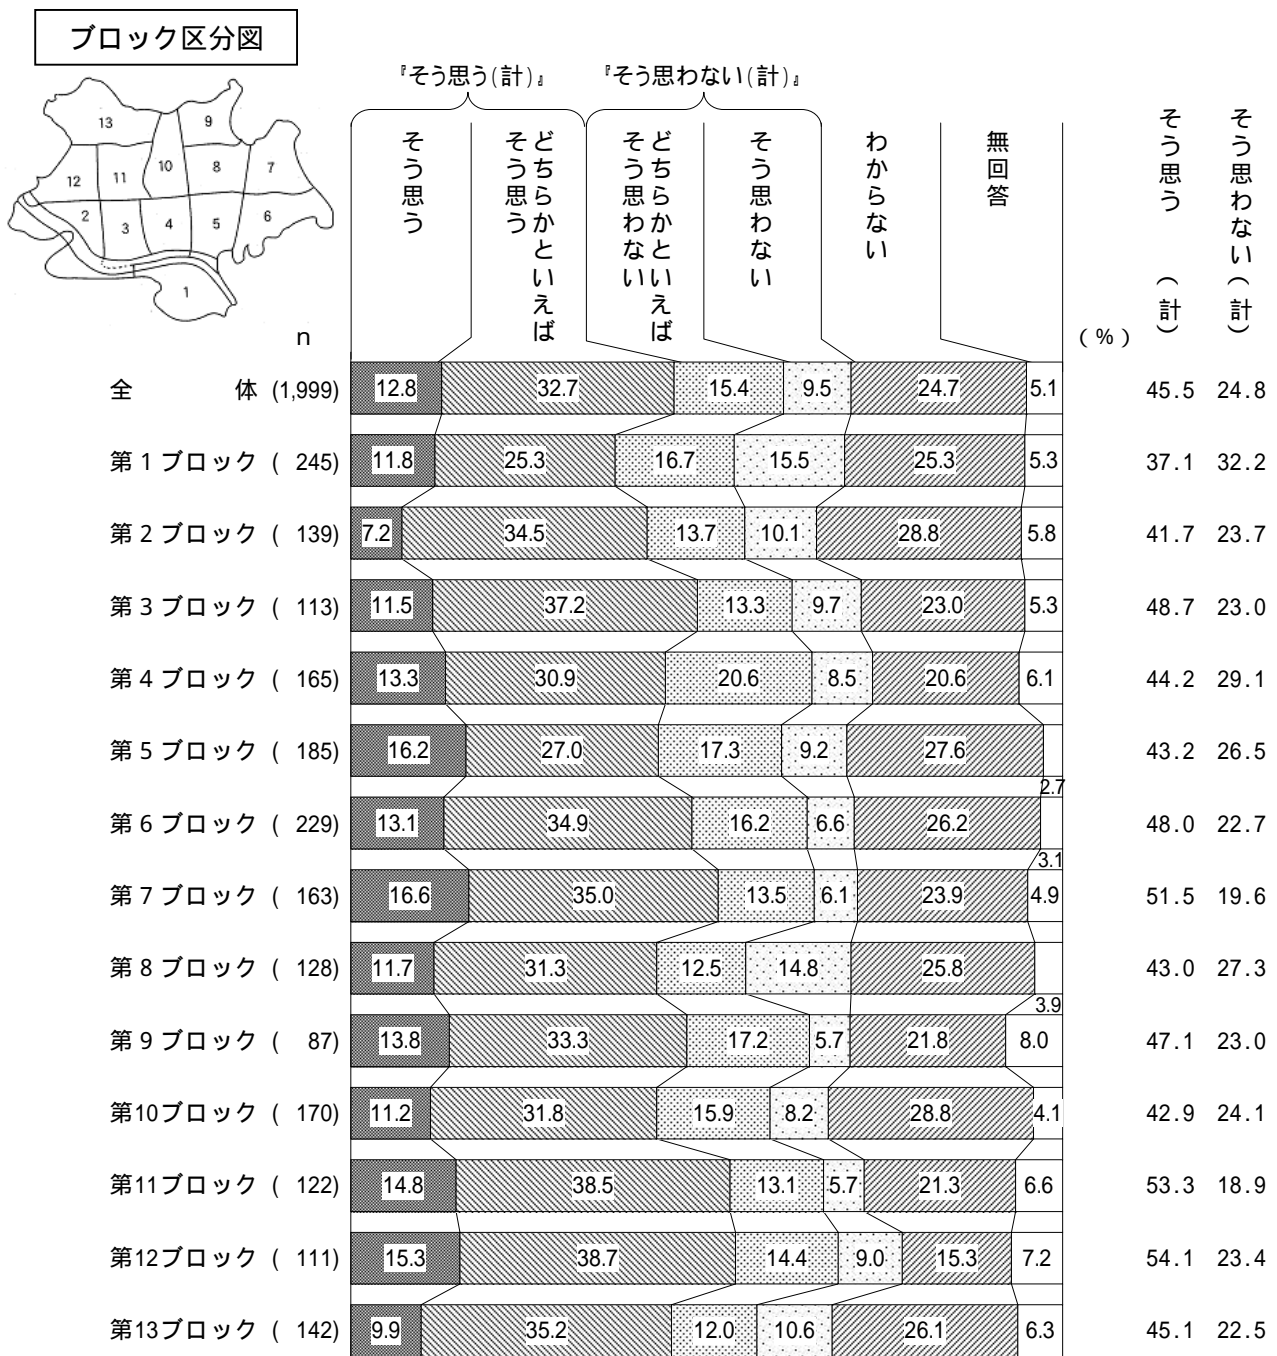 ブロック区分図
13
9
10
8
7
12
11
2
3
4
5
6
1
『そう思う(計)』
『そう思わない(計)』
そう思う
どちらかといえば
そう思う
どちらかといえば
そう思わない
そう思わない
わからない
無回答
そう思う(計)
そう思わない(計)
n
(%)
全体 (1,999) 12.8 32.7 15.4 9.5 24.7 5.1 45.5 24.8
第1ブロック ( 245) 11.8 25.3 16.7 15.5 25.3 5.3 37.1 32.2
第2ブロック ( 139) 7.2 34.5 13.7 10.1 28.8 5.8 41.7 23.7
第3ブロック ( 113) 11.5 37.2 13.3 9.7 23.0 5.3 48.7 23.0
第4ブロック ( 165) 13.3 30.9 20.6 8.5 20.6 6.1 44.2 29.1
第5ブロック ( 185) 16.2 27.0 17.3 9.2 27.6 2.7 43.2 26.5
第6ブロック ( 229) 13.1 34.9 16.2 6.6 26.2 3.1 48.0 22.7
第7ブロック ( 163) 16.6 35.0 13.5 6.1 23.9 4.9 51.5 19.6
第8ブロック ( 128) 11.7 31.3 12.5 14.8 25.8 3.9 43.0 27.3
第9ブロック ( 87) 13.8 33.3 17.2 5.7 21.8 8.0 47.1 23.0
第10ブロック ( 170) 11.2 31.8 15.9 8.2 28.8 4.1 42.9 24.1
第11ブロック ( 122) 14.8 38.5 13.1 5.7 21.3 6.6 53.3 18.9
第12ブロック ( 111) 15.3 38.7 14.4 9.0 15.3 7.2 54.1 23.4
第13ブロック ( 142) 9.9 35.2 12.0 10.6 26.1 6.3 45.1 22.5